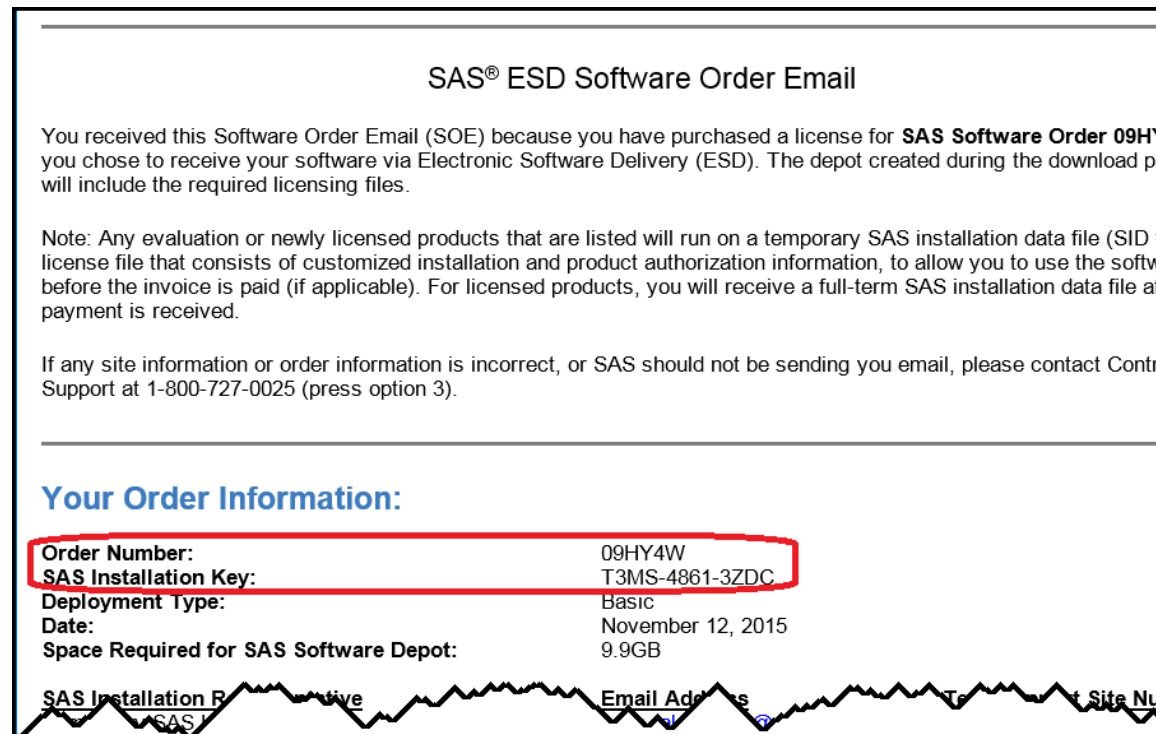 SAS® ESD Software Order Email
You received this Software Order Email (SOE) because you have purchased a license for SAS Software Order 09HY
you chose to receive your software via Electronic Software Delivery (ESD). The depot created during the download p
will include the required licensing files.
Note: Any evaluation or newly licensed products that are listed will run on a temporary SAS installation data file (SID
license file that consists of customized installation and product authorization information, to allow you to use the softw
before the invoice is paid (if applicable). For licensed products, you will receive a full-term SAS installation data file a
payment is received.
If any site information or order information is incorrect, or SAS should not be sending you email, please contact Contr
Support at 1-800-727-0025 (press option 3).
Your Order Information:
Order Number: 09HY4W
SAS Installation Key: T3MS-4861-3ZDC
Deployment Type: Basic
Date: November 12, 2015
Space Required for SAS Software Depot: 9.9GB
SAS Installation Email Site
SAS